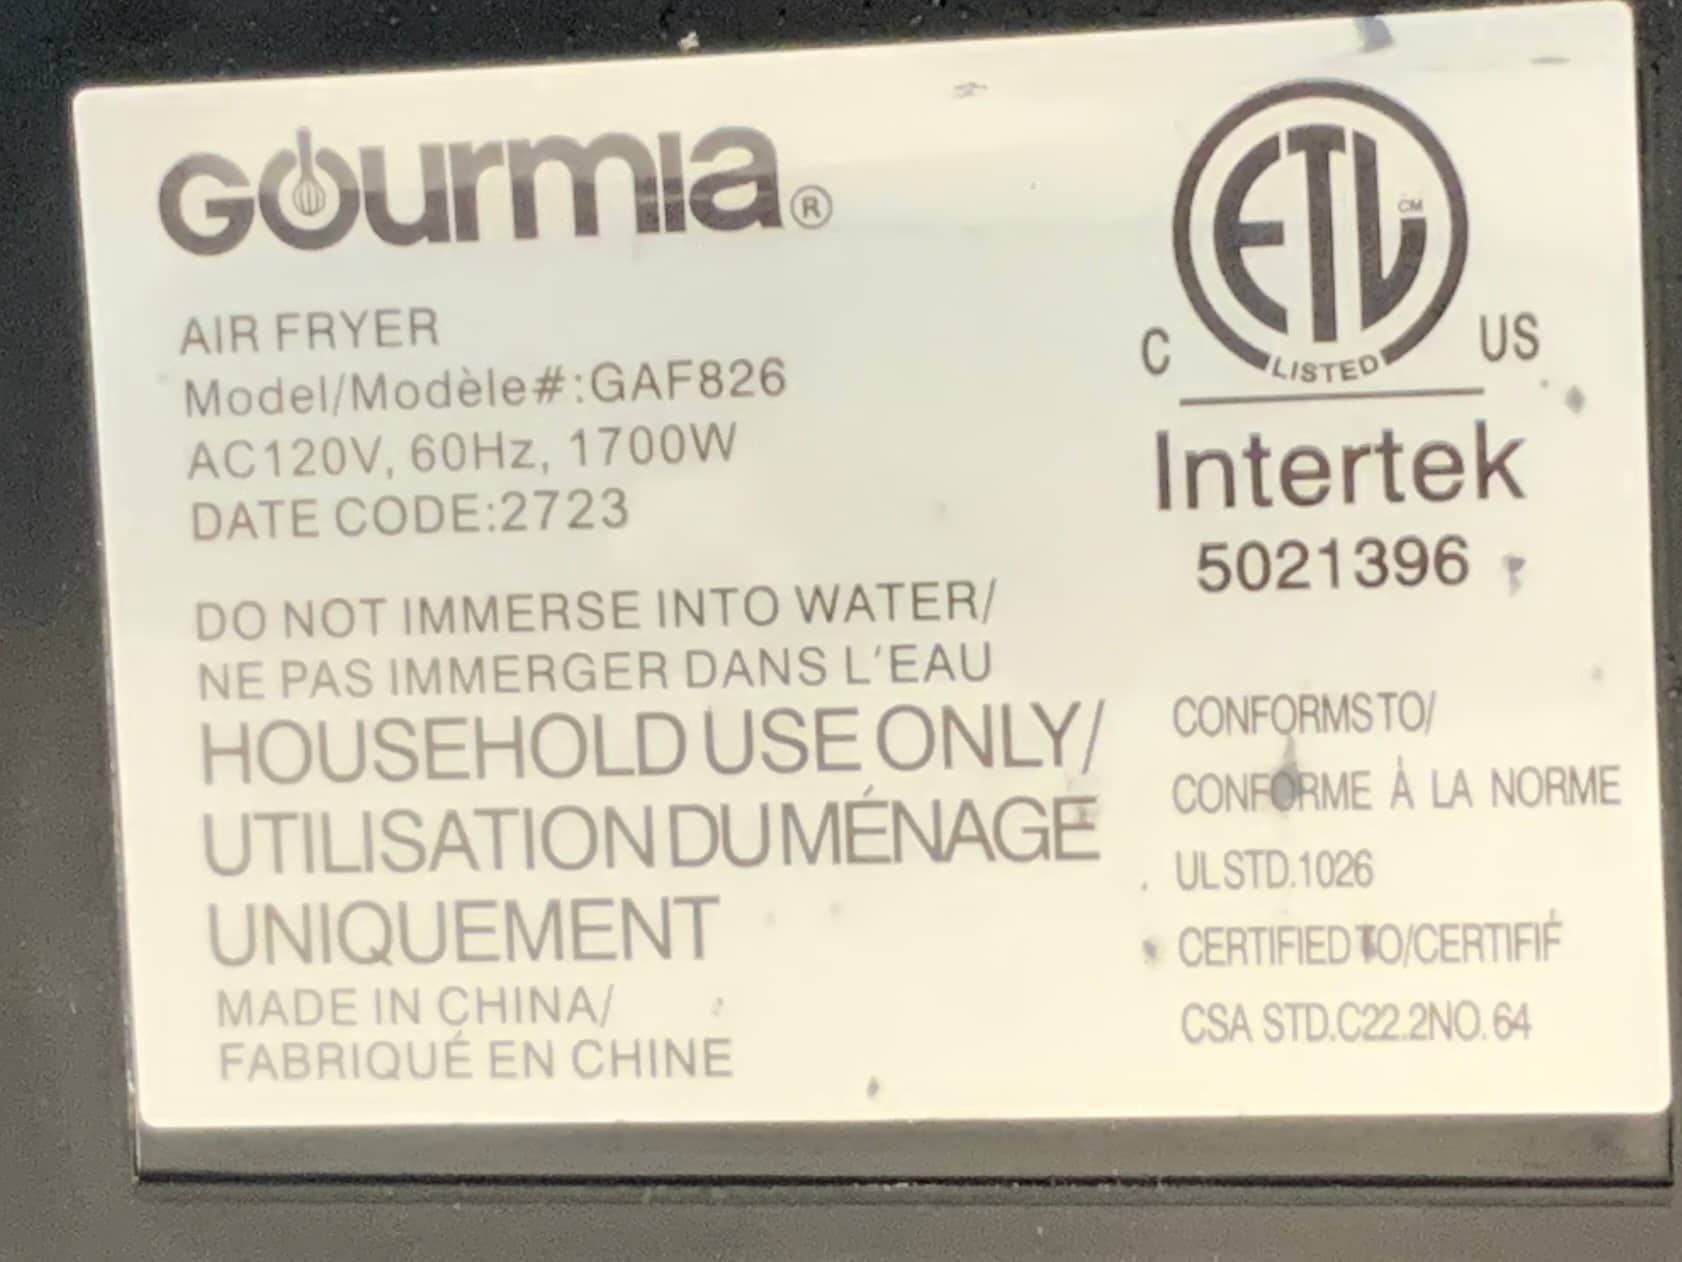 Gourmia®
AIR FRYER
Model/Modèle#:GAF826
AC120V, 60Hz, 1700W
DATE CODE:2723
DO NOT IMMERSE INTO WATER/
NE PAS IMMERGER DANS L'EAU
HOUSEHOLD USE ONLY/
UTILISATION DU MÉNAGE
UNIQUEMENT
MADE IN CHINA/
FABRIQUÉ EN CHINE
ETL CM
LISTED
C US
Intertek
5021396
CONFORMS TO/
CONFORME À LA NORME
UL STD.1026
CERTIFIED TO/CERTIFIÉ
CSA STD.C22.2NO.64